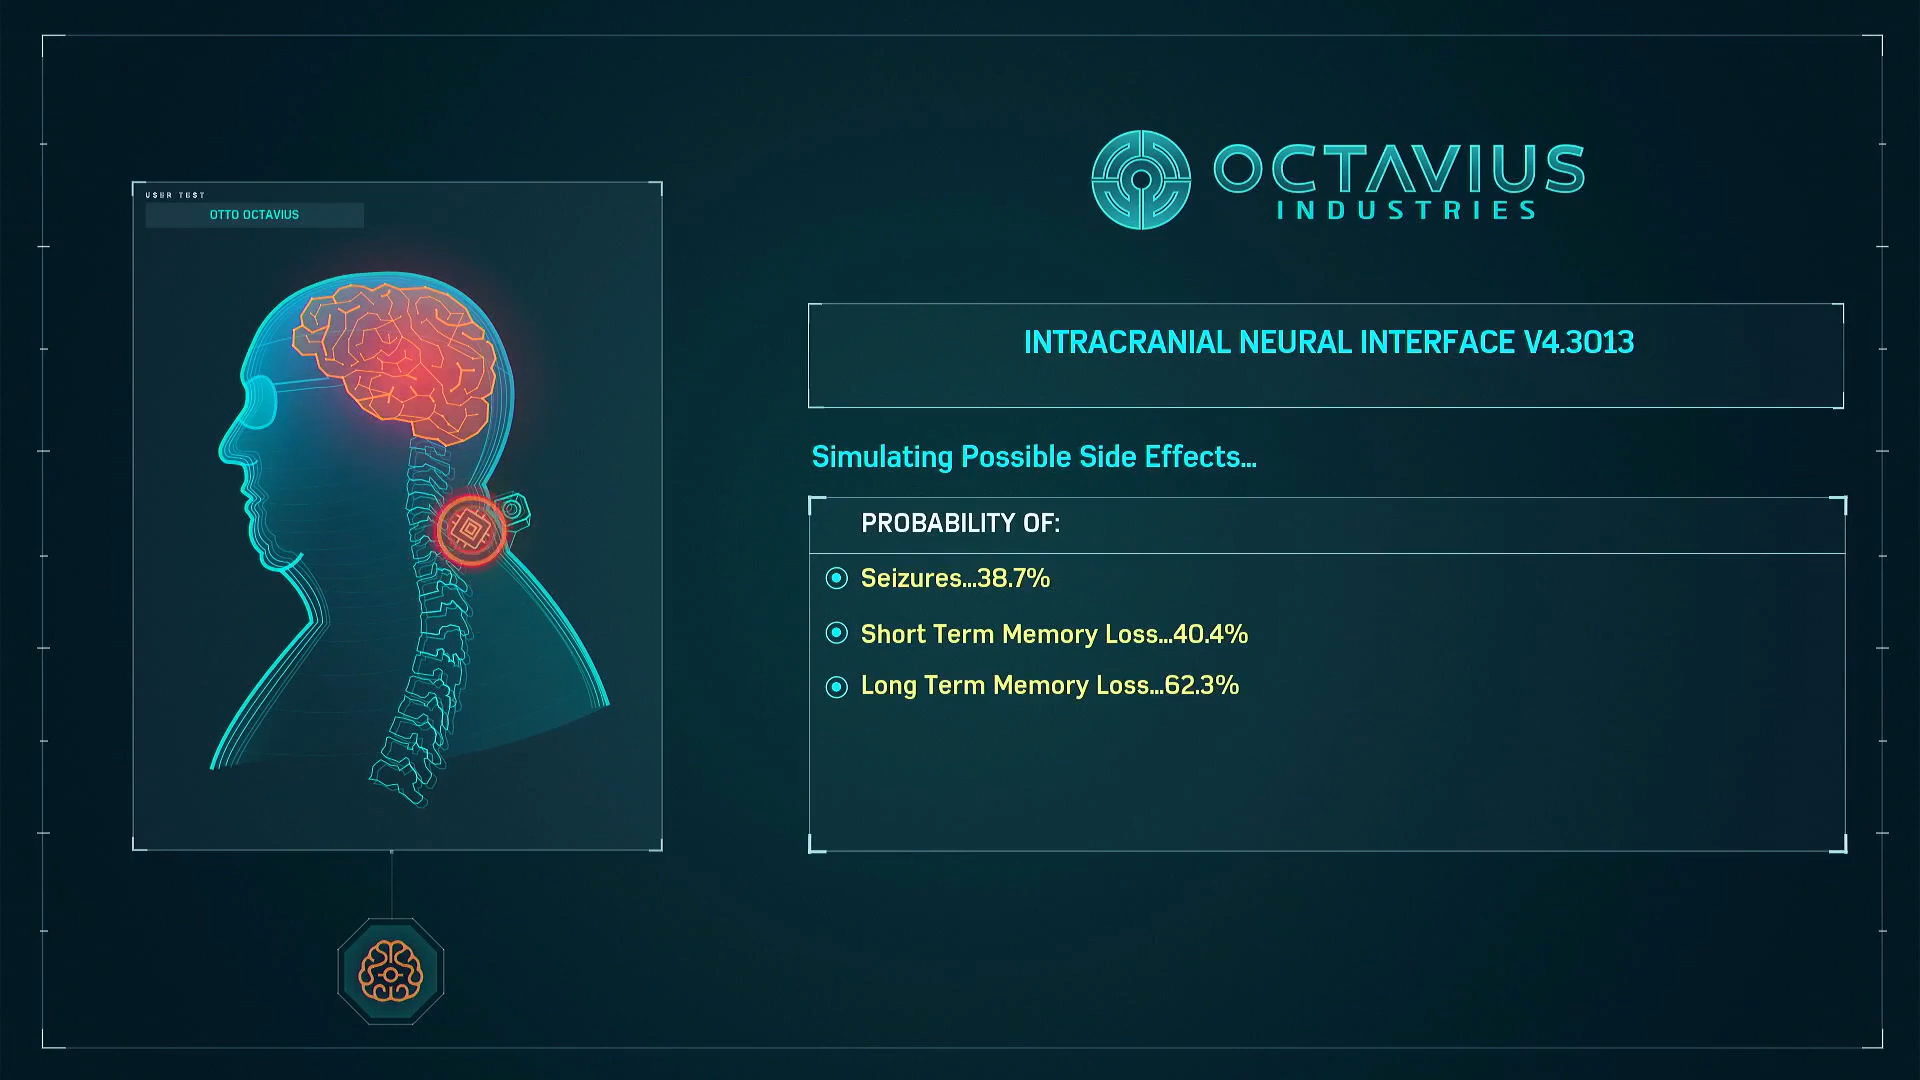 USER TEST
OTTO OCTAVIUS
OCTAVIUS
INDUSTRIES
INTRACRANIAL NEURAL INTERFACE V4.3013
Simulating Possible Side Effects...
PROBABILITY OF:
Seizures...38.7%
Short Term Memory Loss...40.4%
Long Term Memory Loss...62.3%